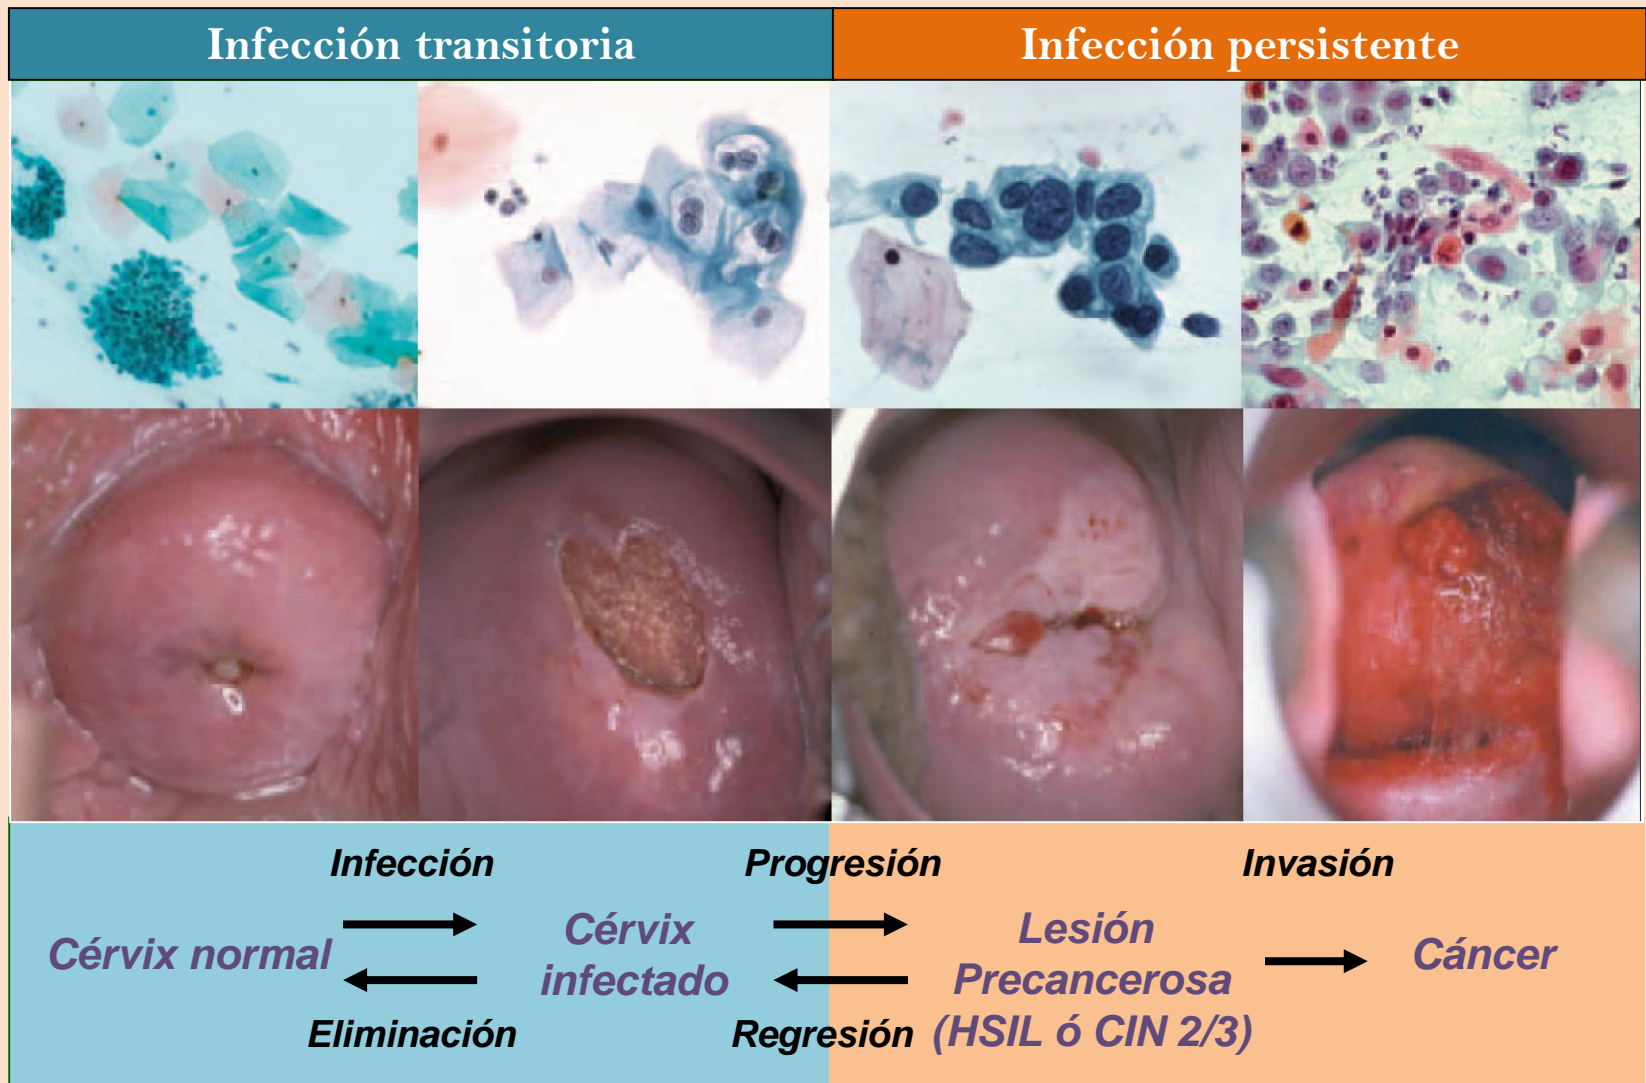 Infección transitoria
Infección persistente
Infección
Progresión
Invasión
Cérvix normal
Cérvix
infectado
Lesión
Precancerosa
(HSIL ó CIN 2/3)
Cáncer
Eliminación
Regresión